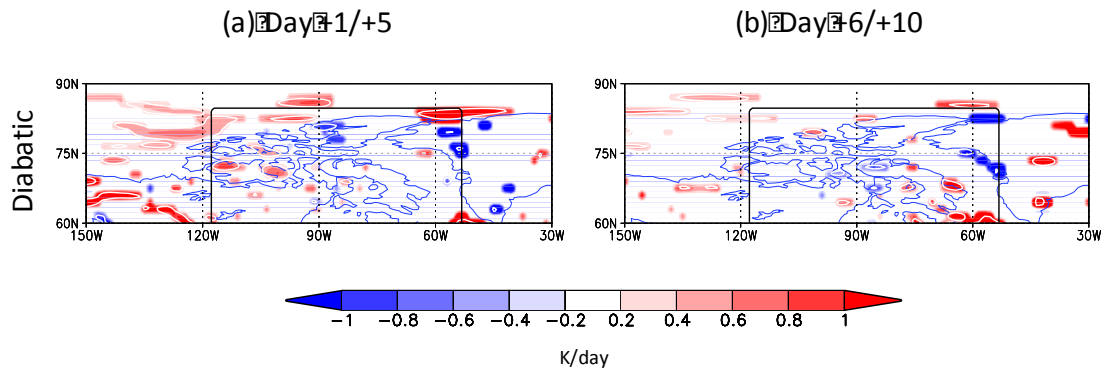 (a) Day +1/+5
(b) Day +6/+10
Diabatic
90N
75N
60N
150W 120W 90W 60W 30W
90N
75N
60N
150W 120W 90W 60W 30W
-1 -0.8 -0.6 -0.4 -0.2 0.2 0.4 0.6 0.8 1
K/day